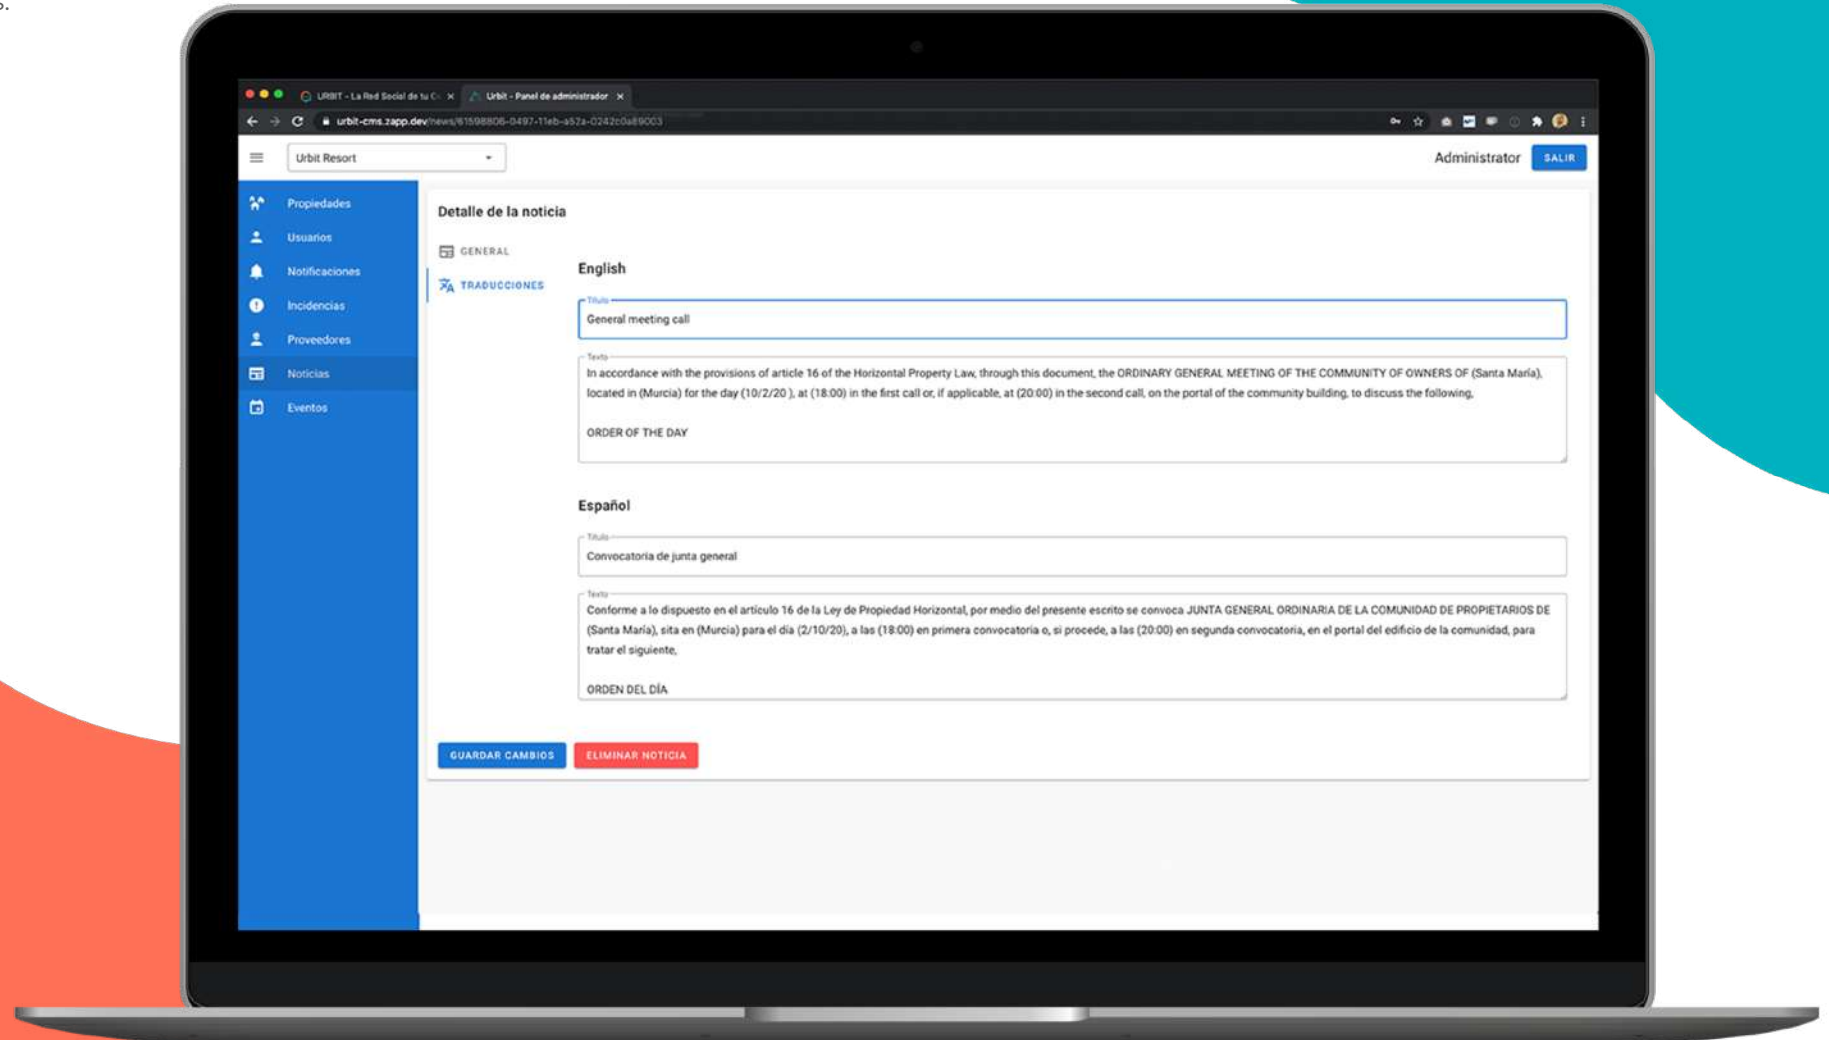 s.
URBIT - La Red Social de tu C
Urbit - Panel de administrador
urbit-cms.zapp.dev/news/61598806-0497-11eb-a52a-0242c0a89003
Urbit Resort
Administrator
SALIR
Propiedades
Usuarios
Notificaciones
Incidencias
Proveedores
Noticias
Eventos
Detalle de la noticia
GENERAL
TRADUCCIONES
English
Título
General meeting call
Texto
In accordance with the provisions of article 16 of the Horizontal Property Law, through this document, the ORDINARY GENERAL MEETING OF THE COMMUNITY OF OWNERS OF (Santa María),
located in (Murcia) for the day (10/2/20 ), at (18:00) in the first call or, if applicable, at (20:00) in the second call, on the portal of the community building, to discuss the following,
ORDER OF THE DAY
Español
Título
Convocatoria de junta general
Texto
Conforme a lo dispuesto en el artículo 16 de la Ley de Propiedad Horizontal, por medio del presente escrito se convoca JUNTA GENERAL ORDINARIA DE LA COMUNIDAD DE PROPIETARIOS DE
(Santa María), sita en (Murcia) para el día (2/10/20), a las (18:00) en primera convocatoria o, si procede, a las (20:00) en segunda convocatoria, en el portal del edificio de la comunidad, para
tratar el siguiente,
ORDEN DEL DÍA
GUARDAR CAMBIOS
ELIMINAR NOTICIA